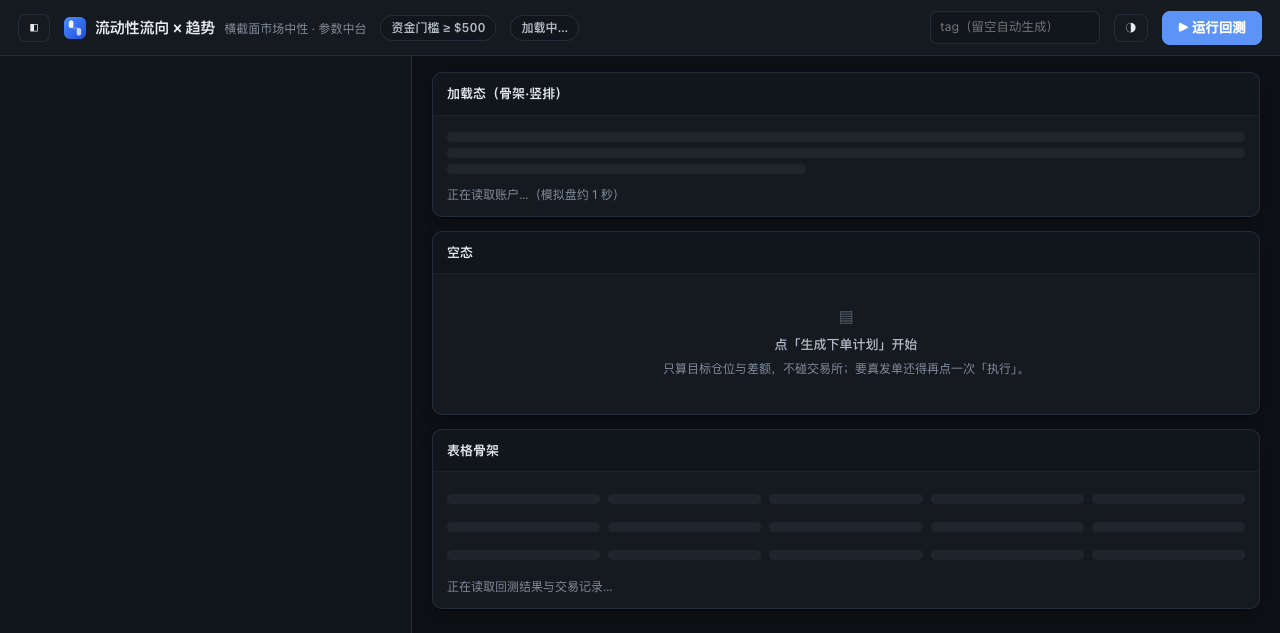 流动性流向 × 趋势 横截面市场中性 · 参数中台 资金门槛 ≥ $500 加载中... tag（留空自动生成） ▶ 运行回测
加载态（骨架·竖排）
正在读取账户...（模拟盘约 1 秒）
空态
点「生成下单计划」开始
只算目标仓位与差额，不碰交易所；要真发单还得再点一次「执行」。
表格骨架
正在读取回测结果与交易记录...